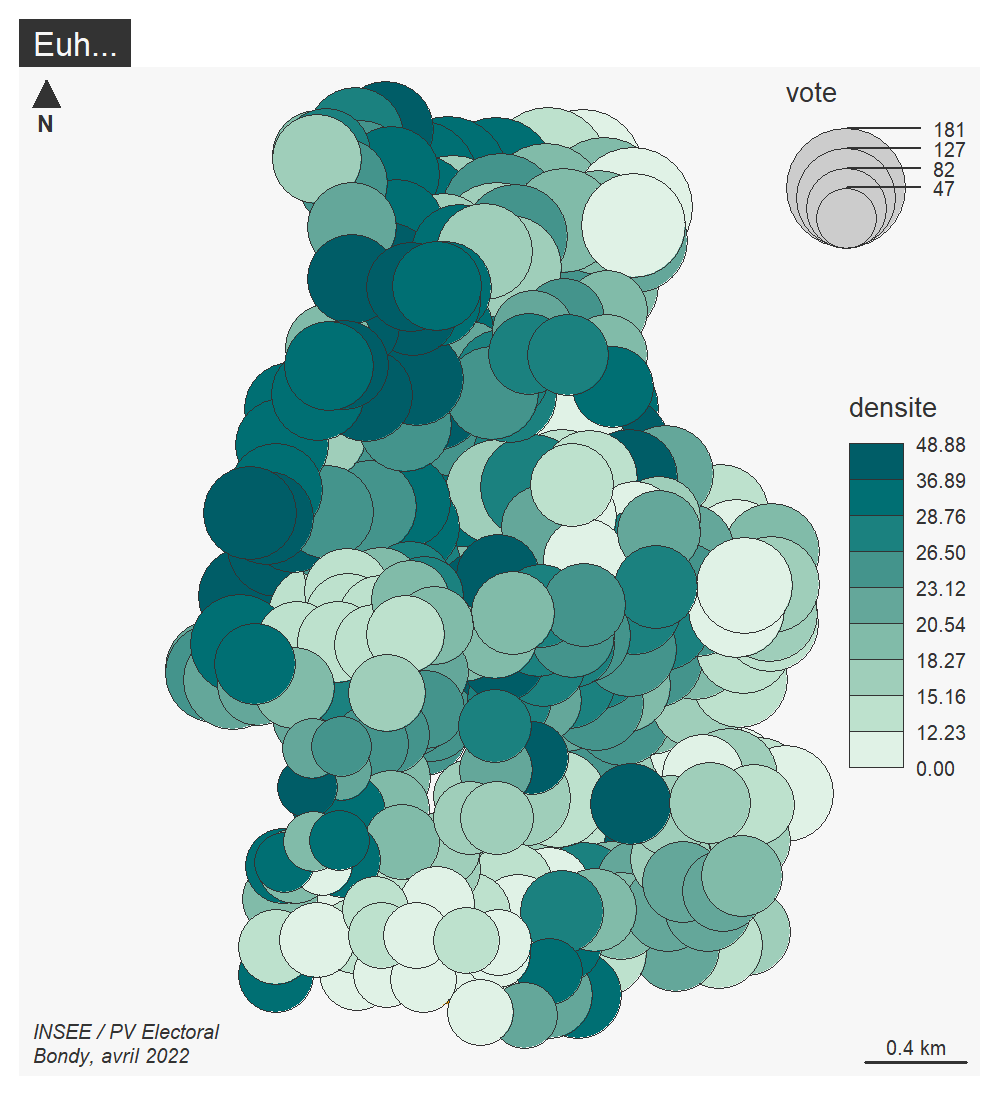 Euh...
N
vote
181
127
82
47
densite
48.88
36.89
28.76
26.50
23.12
20.54
18.27
15.16
12.23
0.00
INSEE / PV Electoral
Bondy, avril 2022
0.4 km